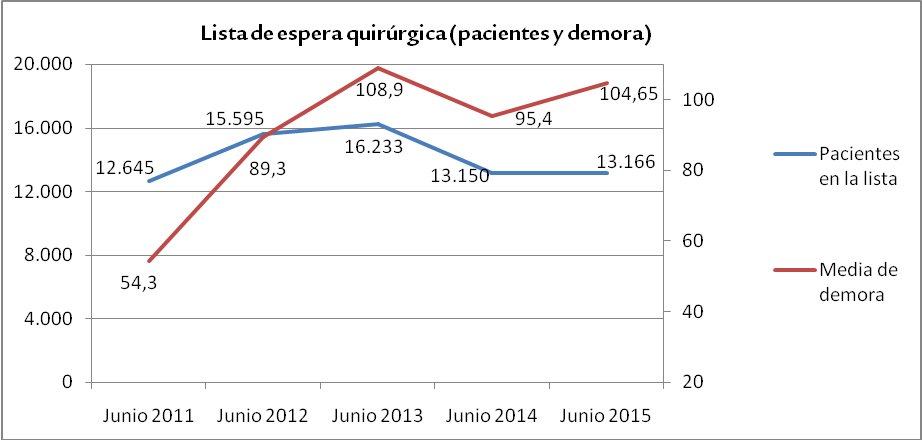 Lista de espera quirúrgica (pacientes y demora)
20.000
16.000
12.000
8.000
4.000
0
12.645
15.595
16.233
13.150
13.166
54,3
89,3
108,9
95,4
104,65
100
80
60
40
20
Junio 2011
Junio 2012
Junio 2013
Junio 2014
Junio 2015
Pacientes
en la lista
Media de
demora